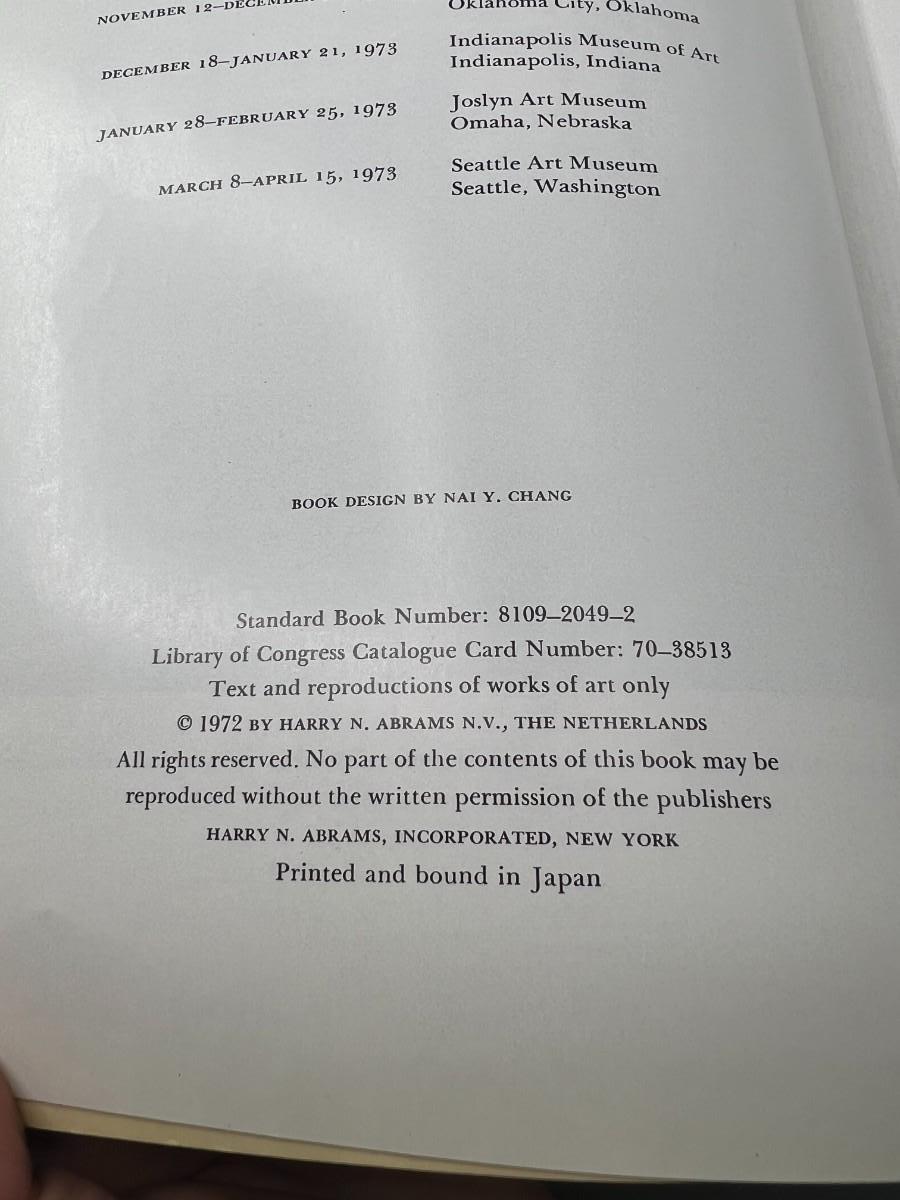 NOVEMBER 12–
Oklahoma City, Oklahoma
DECEMBER 18–JANUARY 21, 1973
Indianapolis Museum of Art
Indianapolis, Indiana
JANUARY 28–FEBRUARY 25, 1973
Joslyn Art Museum
Omaha, Nebraska
MARCH 8–APRIL 15, 1973
Seattle Art Museum
Seattle, Washington
BOOK DESIGN BY NAI Y. CHANG
Standard Book Number: 8109–2049–2
Library of Congress Catalogue Card Number: 70–38513
Text and reproductions of works of art only
© 1972 BY HARRY N. ABRAMS N.V., THE NETHERLANDS
All rights reserved. No part of the contents of this book may be
reproduced without the written permission of the publishers
HARRY N. ABRAMS, INCORPORATED, NEW YORK
Printed and bound in Japan